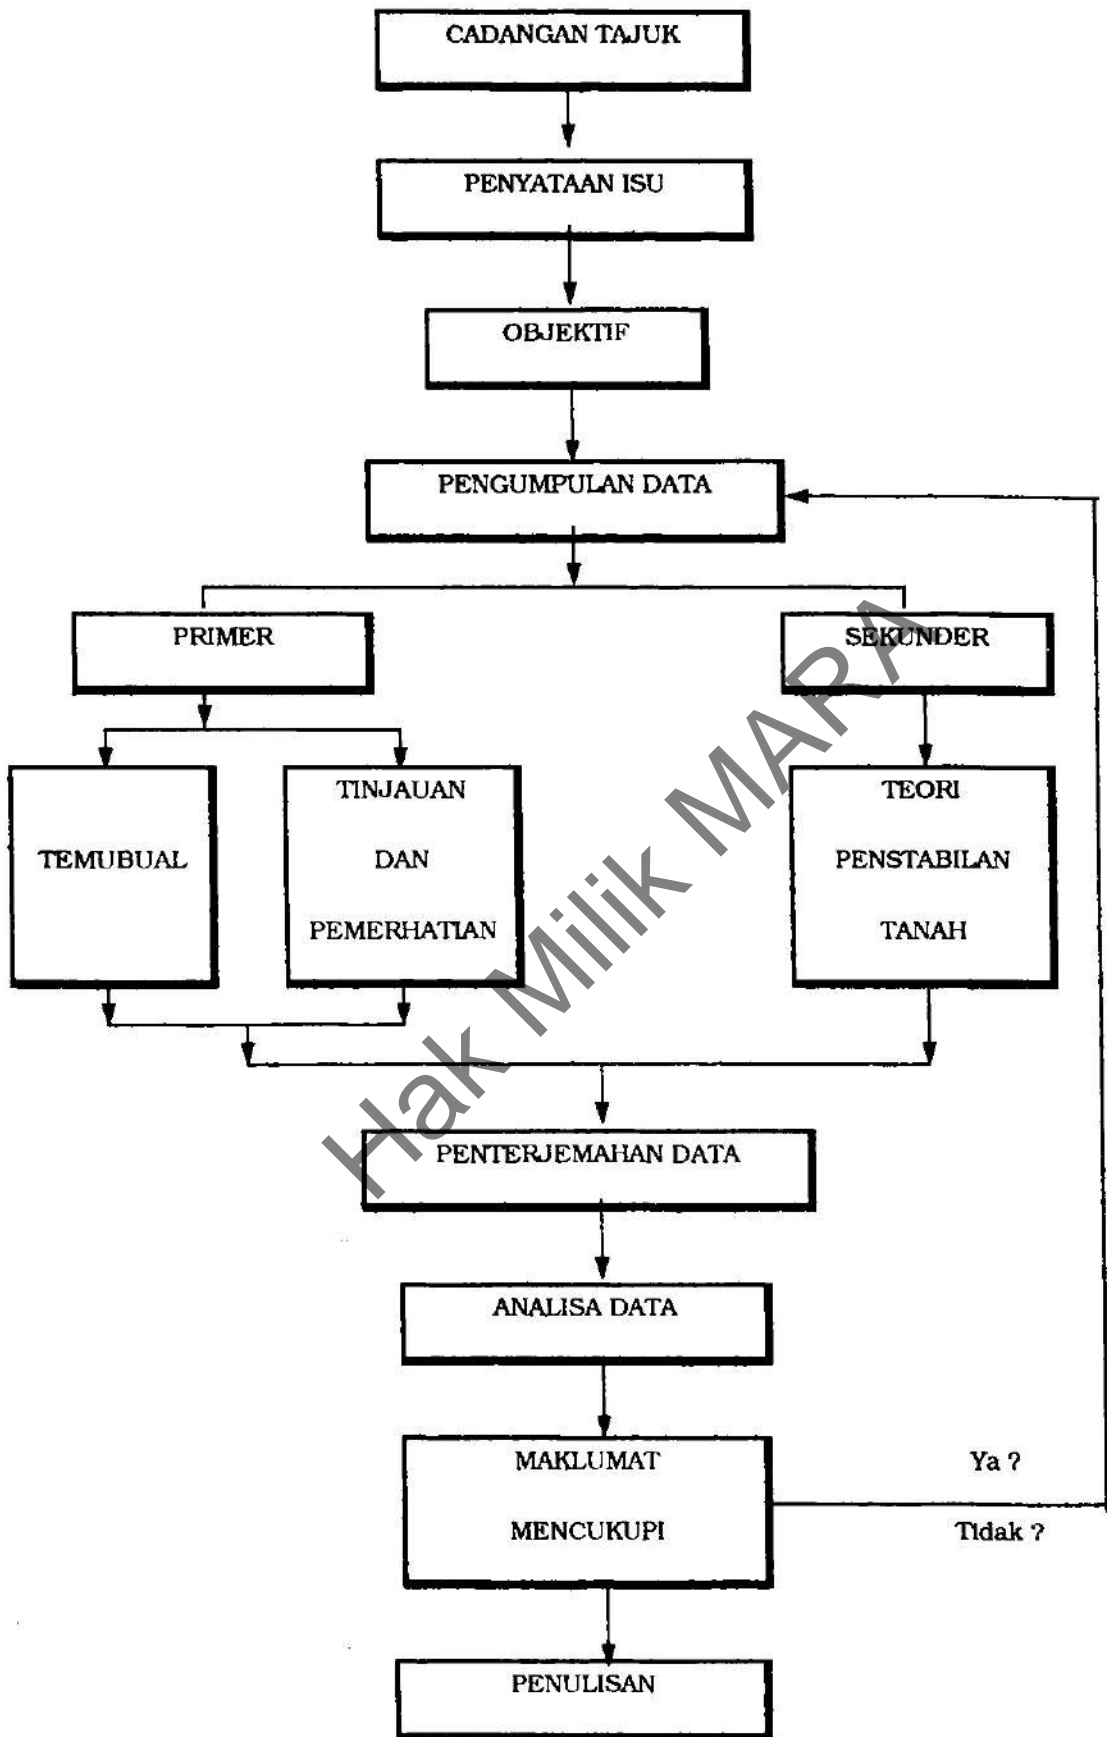 CADANGAN TAJUK
PENYATAAN ISU
OBJEKTIF
PENGUMPULAN DATA
PRIMER
SEKUNDER
TEMUBUAL
TINJAUAN
DAN
PEMERHATIAN
TEORI
PENSTABILAN
TANAH
PENTERJEMAHAN DATA
ANALISA DATA
MAKLUMAT
MENCUKUPI
Ya ?
Tidak ?
PENULISAN
Hak Milik MARA